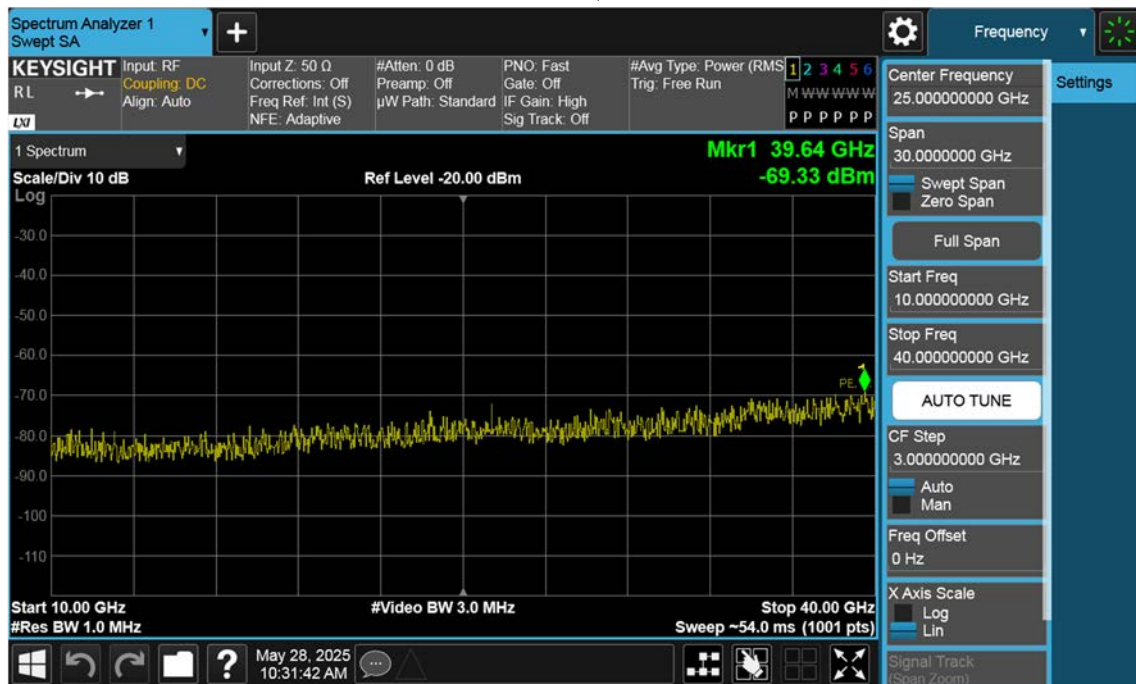 Spectrum Analyzer 1
Swept SA
+
Frequency
KEYSIGHT
RL
LXI
Input: RF
Coupling: DC
Align: Auto
Input Z: 50 Ω
Corrections: Off
Freq Ref: Int (S)
NFE: Adaptive
#Atten: 0 dB
Preamp: Off
µW Path: Standard
PNO: Fast
Gate: Off
IF Gain: High
Sig Track: Off
#Avg Type: Power (RMS
Trig: Free Run
1 2 3 4 5 6
M W W W W W
P P P P P P
1 Spectrum
Mkr1 39.64 GHz
-69.33 dBm
Scale/Div 10 dB
Ref Level -20.00 dBm
Log
-30.0
-40.0
-50.0
-60.0
-70.0
-80.0
-90.0
-100
-110
1
Start 10.00 GHz
#Video BW 3.0 MHz
Stop 40.00 GHz
#Res BW 1.0 MHz
Sweep ~54.0 ms (1001 pts)
?
May 28, 2025
10:31:42 AM
Center Frequency
25.000000000 GHz
Span
30.0000000 GHz
Swept Span
Zero Span
Full Span
Start Freq
10.000000000 GHz
Stop Freq
40.000000000 GHz
AUTO TUNE
CF Step
3.000000000 GHz
Auto
Man
Freq Offset
0 Hz
X Axis Scale
Log
Lin
Signal Track
(Span Zoom)
Settings